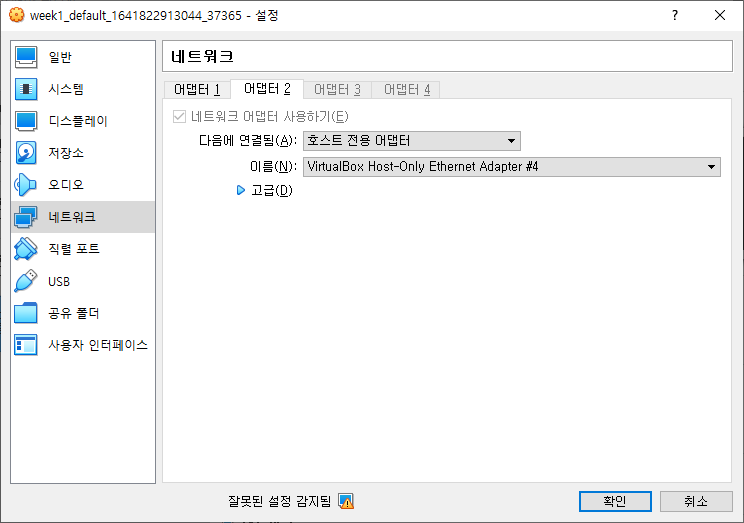 week1_default_1641822913044_37365 - 설정
일반
시스템
디스플레이
저장소
오디오
네트워크
직렬 포트
USB
공유 폴더
사용자 인터페이스
네트워크
어댑터 1 어댑터 2 어댑터 3 어댑터 4
네트워크 어댑터 사용하기(E)
다음에 연결됨(A): 호스트 전용 어댑터
이름(N): VirtualBox Host-Only Ethernet Adapter #4
고급(D)
잘못된 설정 감지됨
확인 취소